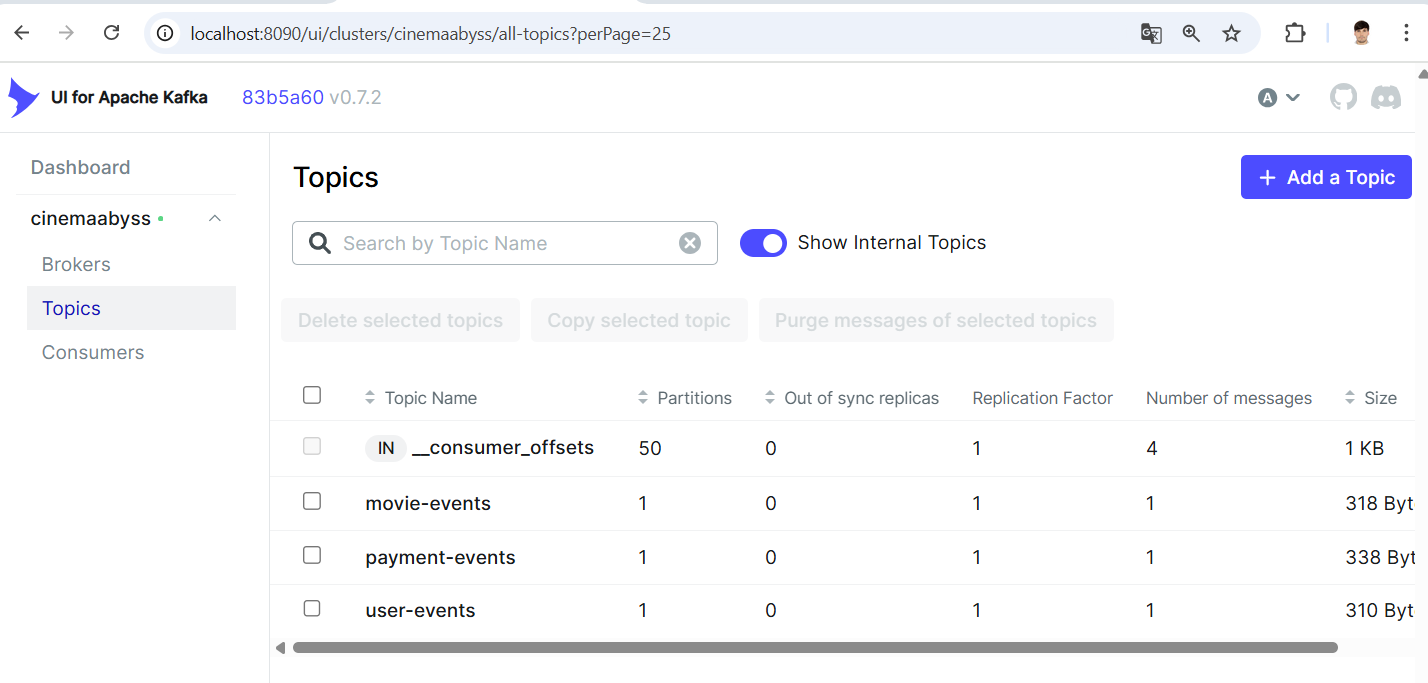 localhost:8090/ui/clusters/cinemaabyss/all-topics?perPage=25
UI for Apache Kafka 83b5a60 v0.7.2
A
Dashboard
cinemaabyss
Brokers
Topics
Consumers
Topics
Add a Topic
Search by Topic Name
Show Internal Topics
Delete selected topics Copy selected topic Purge messages of selected topics
Topic Name Partitions Out of sync replicas Replication Factor Number of messages Size
IN __consumer_offsets 50 0 1 4 1 KB
movie-events 1 0 1 1 318 Byt
payment-events 1 0 1 1 338 Byt
user-events 1 0 1 1 310 Byt